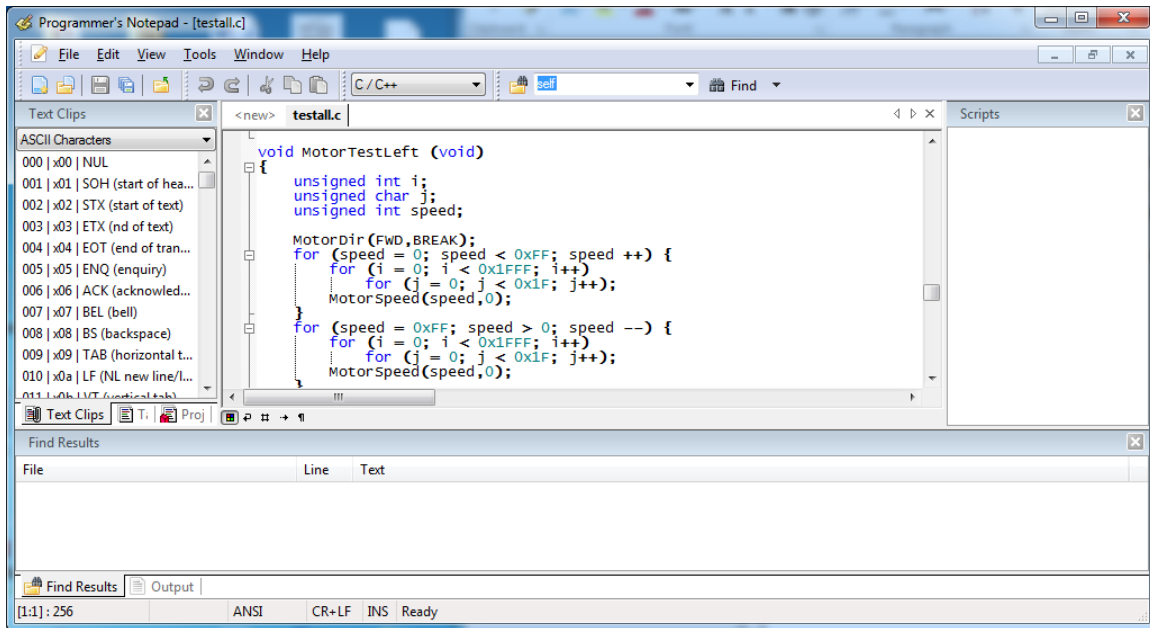 Programmer's Notepad - [testall.c]
File Edit View Tools Window Help
C / C++ self Find
Text Clips
ASCII Characters
000 | x00 | NUL
001 | x01 | SOH (start of hea...
002 | x02 | STX (start of text)
003 | x03 | ETX (nd of text)
004 | x04 | EOT (end of tran...
005 | x05 | ENQ (enquiry)
006 | x06 | ACK (acknowled...
007 | x07 | BEL (bell)
008 | x08 | BS (backspace)
009 | x09 | TAB (horizontal t...
010 | x0a | LF (NL new line/l...
011 | x0b | VT (vertical tab)
Text Clips Proj
<new> testall.c
void MotorTestLeft (void)
{
unsigned int i;
unsigned char j;
unsigned int speed;
MotorDir(FWD,BREAK);
for (speed = 0; speed < 0xFF; speed ++) {
for (i = 0; i < 0x1FFF; i++)
for (j = 0; j < 0x1F; j++);
MotorSpeed(speed,0);
}
for (speed = 0xFF; speed > 0; speed --) {
for (i = 0; i < 0x1FFF; i++)
for (j = 0; j < 0x1F; j++);
MotorSpeed(speed,0);
}
Scripts
Find Results
File Line Text
Find Results Output
[1:1] : 256 ANSI CR+LF INS Ready